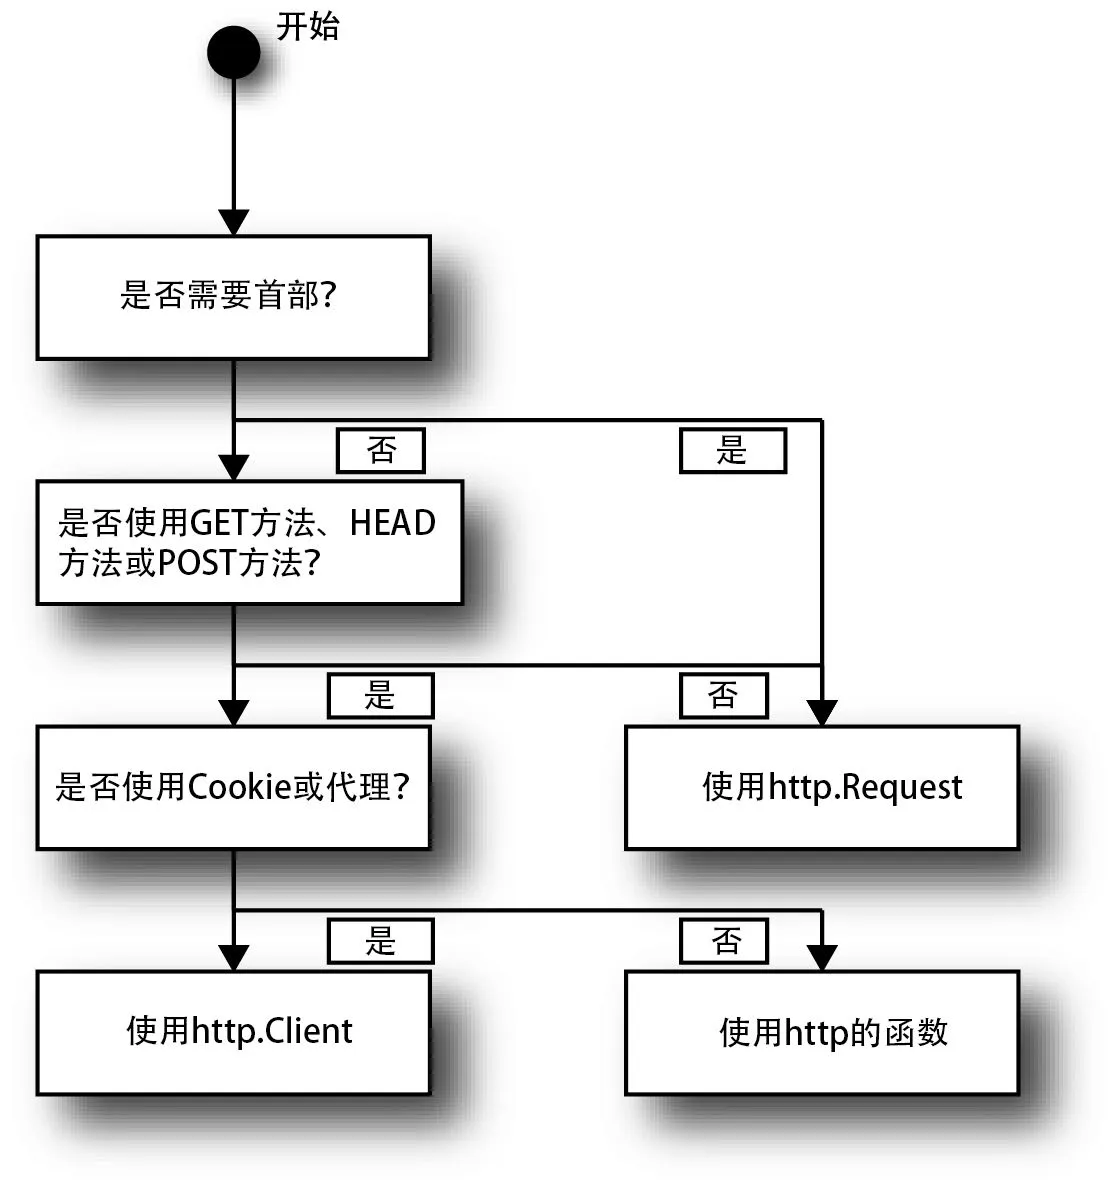 开始
是否需要首部?
否
是
是否使用GET方法、HEAD
方法或POST方法?
是
否
是否使用Cookie或代理?
使用http.Request
是
否
使用http.Client
使用http的函数